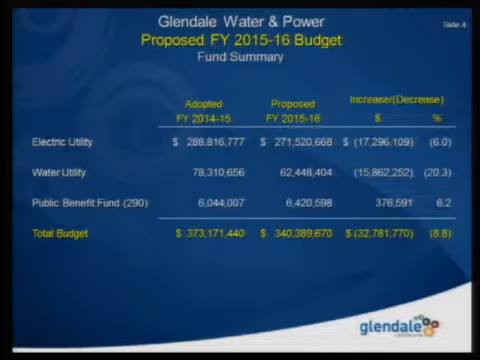 Glendale Water & Power
Slide 4
Proposed FY 2015-16 Budget
Fund Summary
Adopted Proposed Increase/(Decrease)
FY 2014-15 FY 2015-16 $ %
Electric Utility $ 288,816,777 $ 271,520,668 $ (17,296,109) (6.0)
Water Utility 78,310,656 62,448,404 (15,862,252) (20.3)
Public Benefit Fund (290) 6,044,007 6,420,598 376,591 6.2
Total Budget $ 373,171,440 $ 340,389,670 $ (32,781,770) (8.8)
glendale